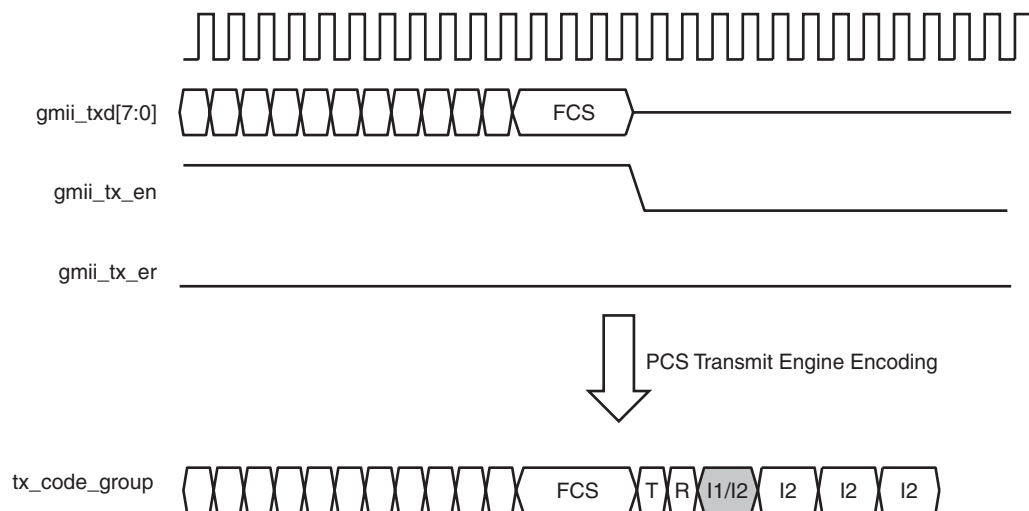 gmii_txd[7:0]
FCS
gmii_tx_en
gmii_tx_er
PCS Transmit Engine Encoding
tx_code_group
FCS
T
R
I1/I2
I2
I2
I2